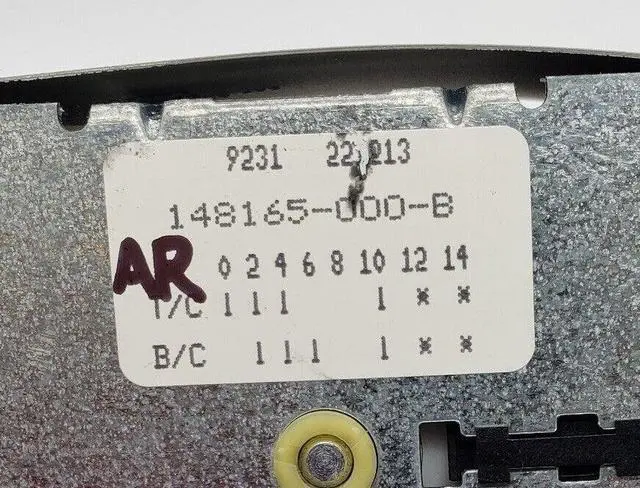 9231 22 213
148165-000-B
AR 0 2 4 6 8 10 12 14
T/C 1 1 1 1 * *
B/C 1 1 1 1 * *